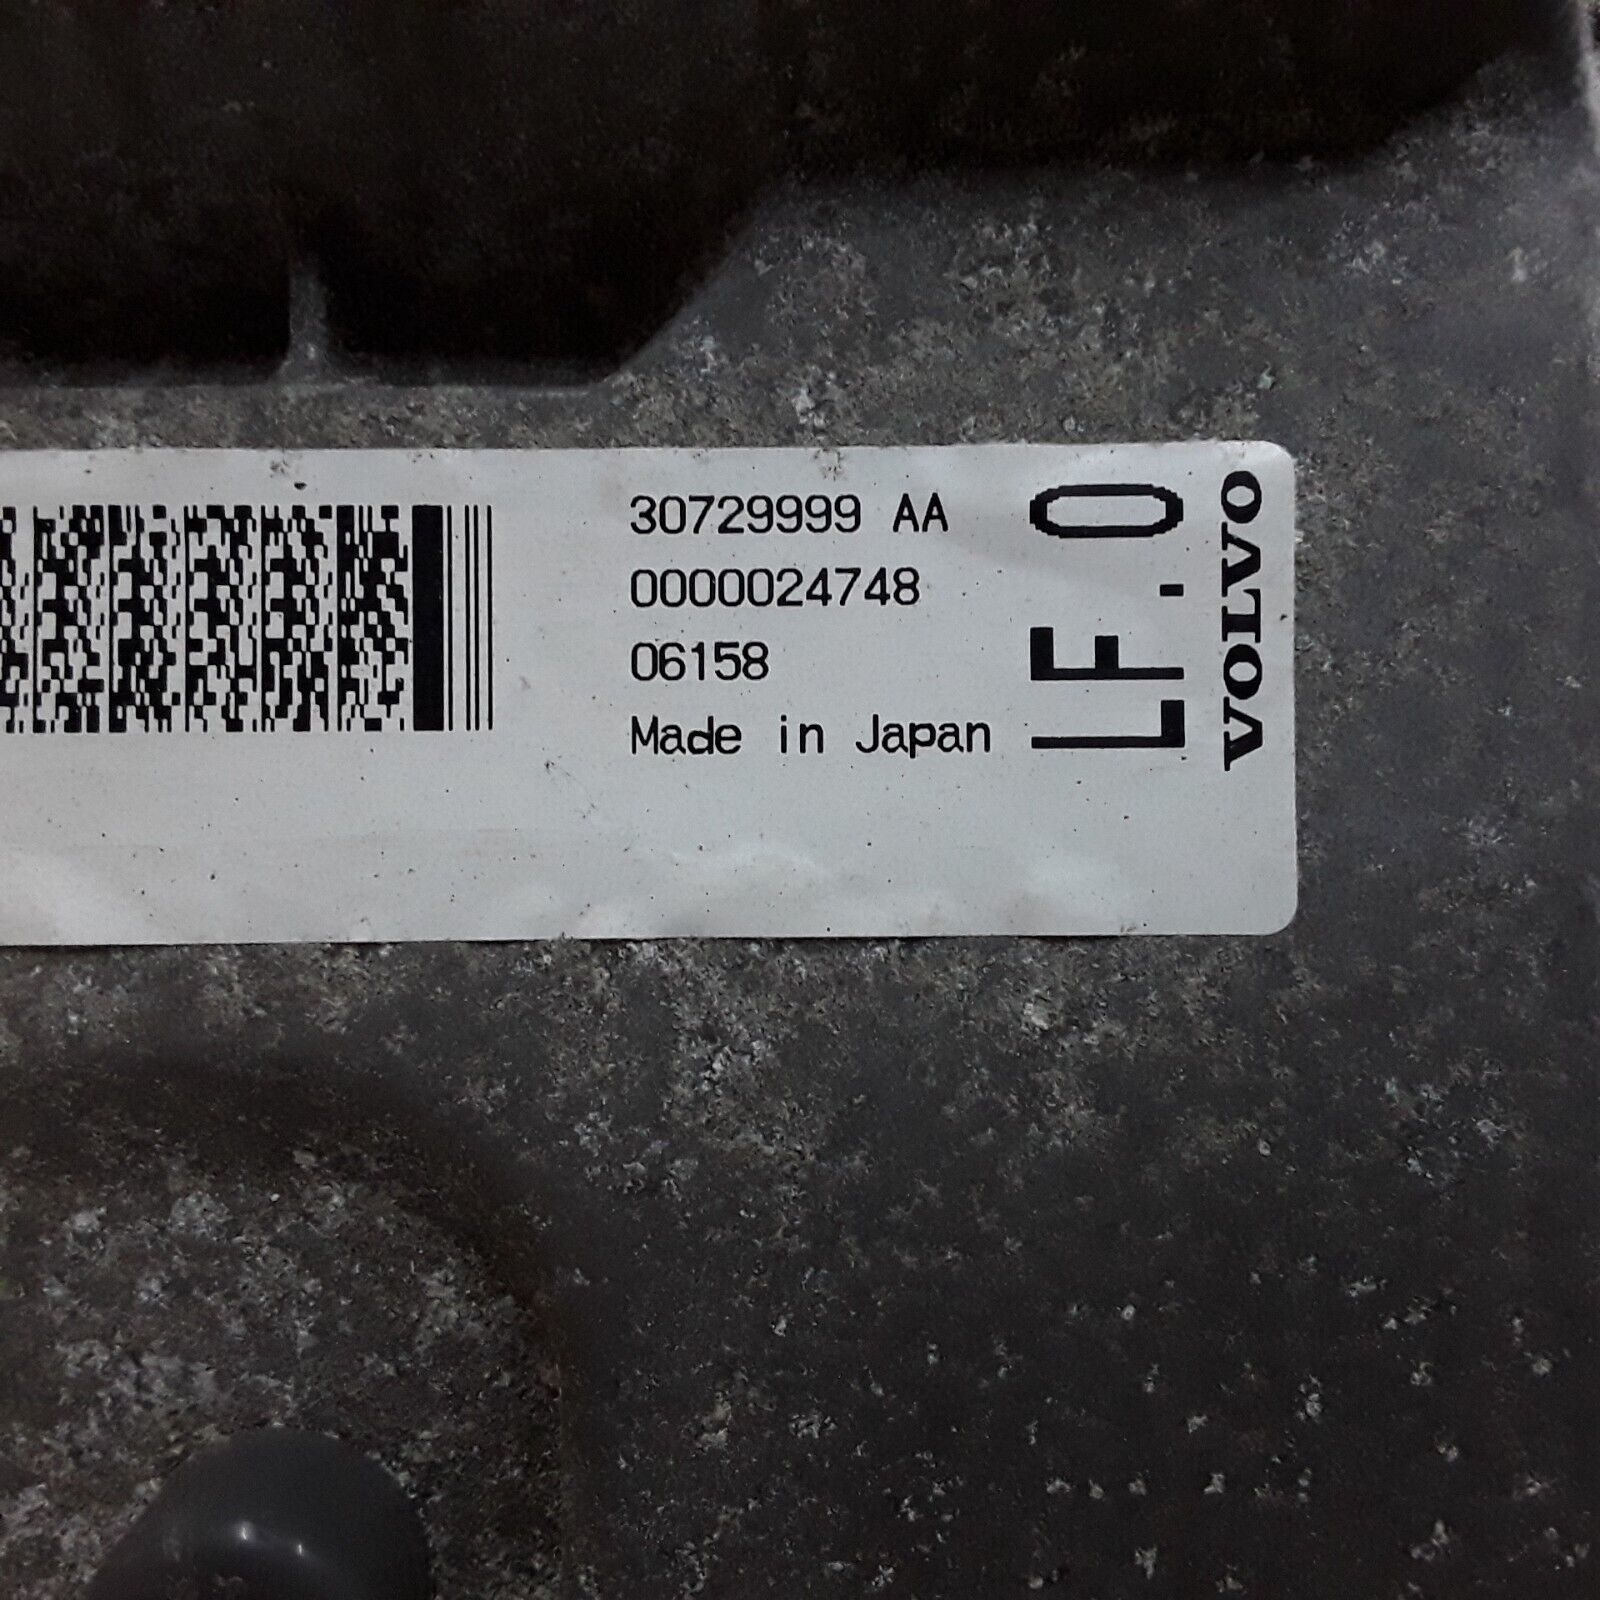 30729999 AA
0000024748
06158
Made in Japan
LF.0
VOLVO